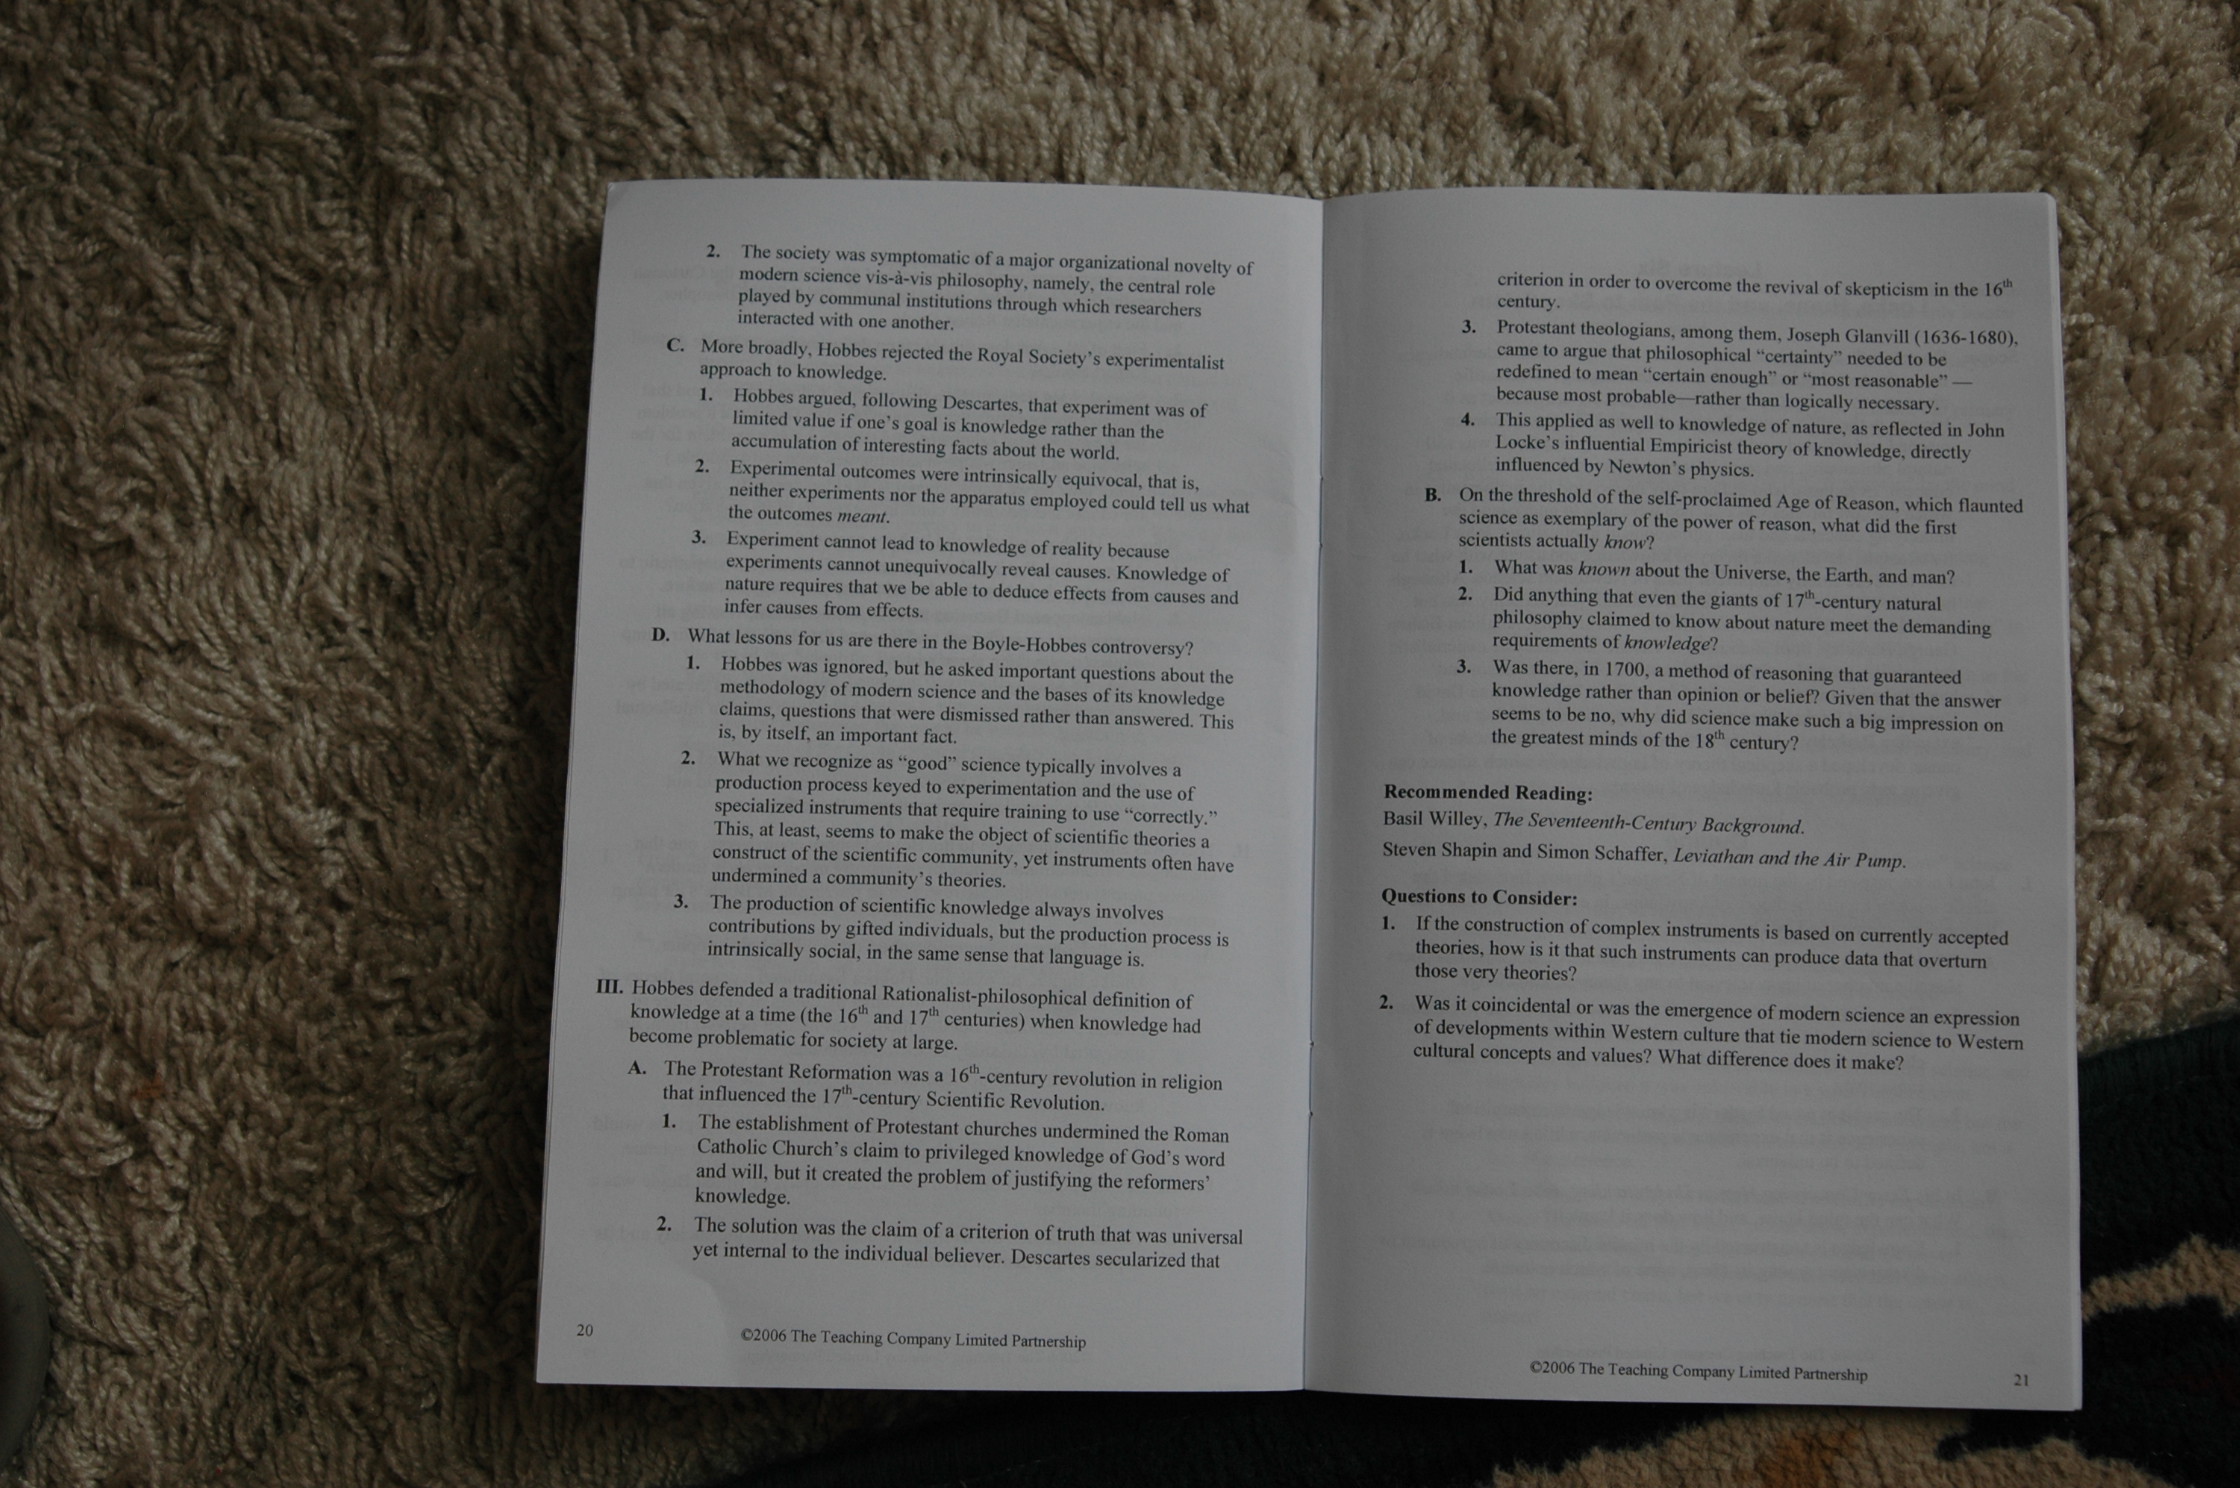 2. The society was symptomatic of a major organizational novelty of
modern science vis-à-vis philosophy, namely, the central role
played by communal institutions through which researchers
interacted with one another.
C. More broadly, Hobbes rejected the Royal Society's experimentalist
approach to knowledge.
1. Hobbes argued, following Descartes, that experiment was of
limited value if one's goal is knowledge rather than the
accumulation of interesting facts about the world.
2. Experimental outcomes were intrinsically equivocal, that is,
neither experiments nor the apparatus employed could tell us what
the outcomes meant.
3. Experiment cannot lead to knowledge of reality because
experiments cannot unequivocally reveal causes. Knowledge of
nature requires that we be able to deduce effects from causes and
infer causes from effects.
D. What lessons for us are there in the Boyle-Hobbes controversy?
1. Hobbes was ignored, but he asked important questions about the
methodology of modern science and the bases of its knowledge
claims, questions that were dismissed rather than answered. This
is, by itself, an important fact.
2. What we recognize as “good” science typically involves a
production process keyed to experimentation and the use of
specialized instruments that require training to use “correctly.”
This, at least, seems to make the object of scientific theories a
construct of the scientific community, yet instruments often have
undermined a community's theories.
3. The production of scientific knowledge always involves
contributions by gifted individuals, but the production process is
intrinsically social, in the same sense that language is.
III. Hobbes defended a traditional Rationalist-philosophical definition of
knowledge at a time (the 16th and 17th centuries) when knowledge had
become problematic for society at large.
A. The Protestant Reformation was a 16th-century revolution in religion
that influenced the 17th-century Scientific Revolution.
1. The establishment of Protestant churches undermined the Roman
Catholic Church's claim to privileged knowledge of God's word
and will, but it created the problem of justifying the reformers'
knowledge.
2. The solution was the claim of a criterion of truth that was universal
yet internal to the individual believer. Descartes secularized that
20
©2006 The Teaching Company Limited Partnership
criterion in order to overcome the revival of skepticism in the 16th
century.
3. Protestant theologians, among them, Joseph Glanvill (1636-1680),
came to argue that philosophical “certainty” needed to be
redefined to mean “certain enough” or “most reasonable” —
because most probable—rather than logically necessary.
4. This applied as well to knowledge of nature, as reflected in John
Locke's influential Empiricist theory of knowledge, directly
influenced by Newton's physics.
B. On the threshold of the self-proclaimed Age of Reason, which flaunted
science as exemplary of the power of reason, what did the first
scientists actually know?
1. What was known about the Universe, the Earth, and man?
2. Did anything that even the giants of 17th-century natural
philosophy claimed to know about nature meet the demanding
requirements of knowledge?
3. Was there, in 1700, a method of reasoning that guaranteed
knowledge rather than opinion or belief? Given that the answer
seems to be no, why did science make such a big impression on
the greatest minds of the 18th century?
Recommended Reading:
Basil Willey, The Seventeenth-Century Background.
Steven Shapin and Simon Schaffer, Leviathan and the Air Pump.
Questions to Consider:
1. If the construction of complex instruments is based on currently accepted
theories, how is it that such instruments can produce data that overturn
those very theories?
2. Was it coincidental or was the emergence of modern science an expression
of developments within Western culture that tie modern science to Western
cultural concepts and values? What difference does it make?
©2006 The Teaching Company Limited Partnership
21